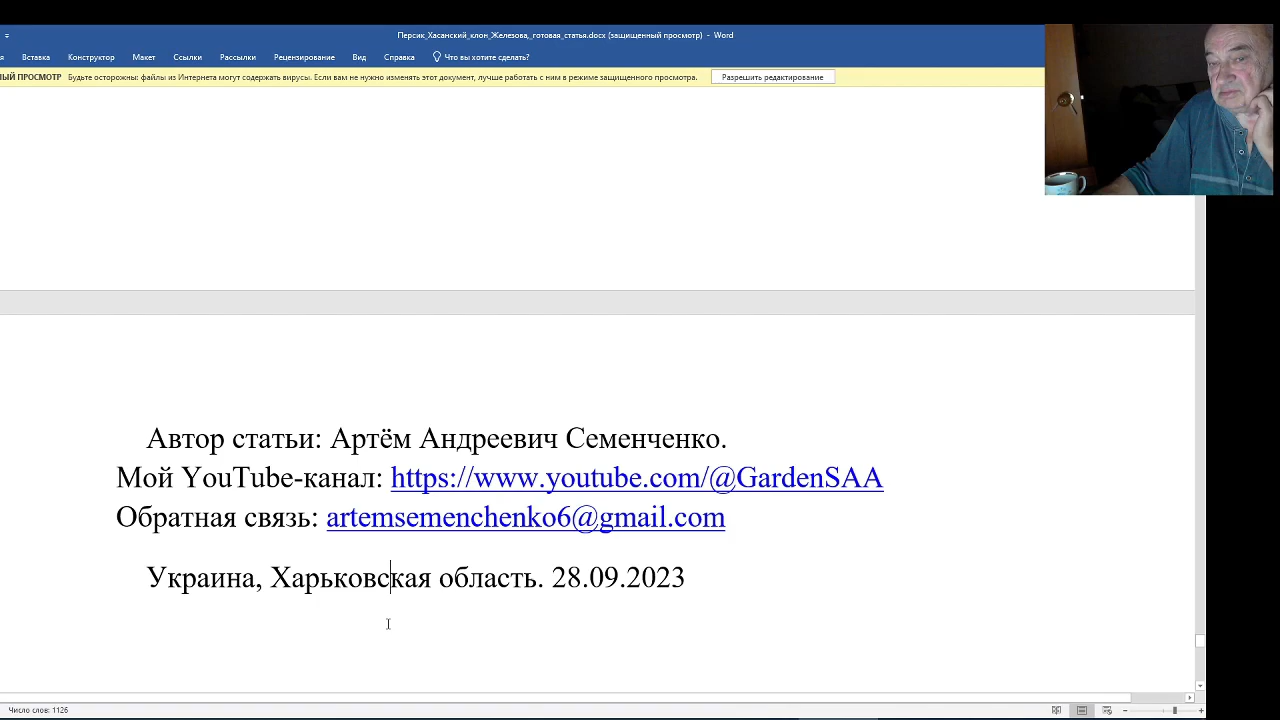 Персик_Хасанский_клон_Железова,_готовая_статья.docx (защищенный просмотр) - Word
я Вставка Конструктор Макет Ссылки Рассылки Рецензирование Вид Справка Что вы хотите сделать?
ЫЙ ПРОСМОТР Будьте осторожны: файлы из Интернета могут содержать вирусы. Если вам не нужно изменять этот документ, лучше работать с ним в режиме защищенного просмотра. Разрешить редактирование
Автор статьи: Артём Андреевич Семенченко.
Мой YouTube-канал: https://www.youtube.com/@GardenSAA
Обратная связь: artemsemenchenko6@gmail.com
Украина, Харьковская область. 28.09.2023
Число слов: 1126